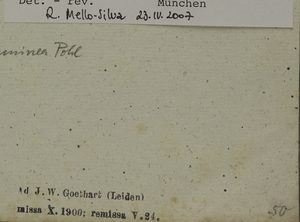 Det. - rev. München
R. Mello-Silva 23.IV.2007
Pohl
Ad J. W. Goethart (Leiden)
missa X. 1900; remissa V. 24.
50